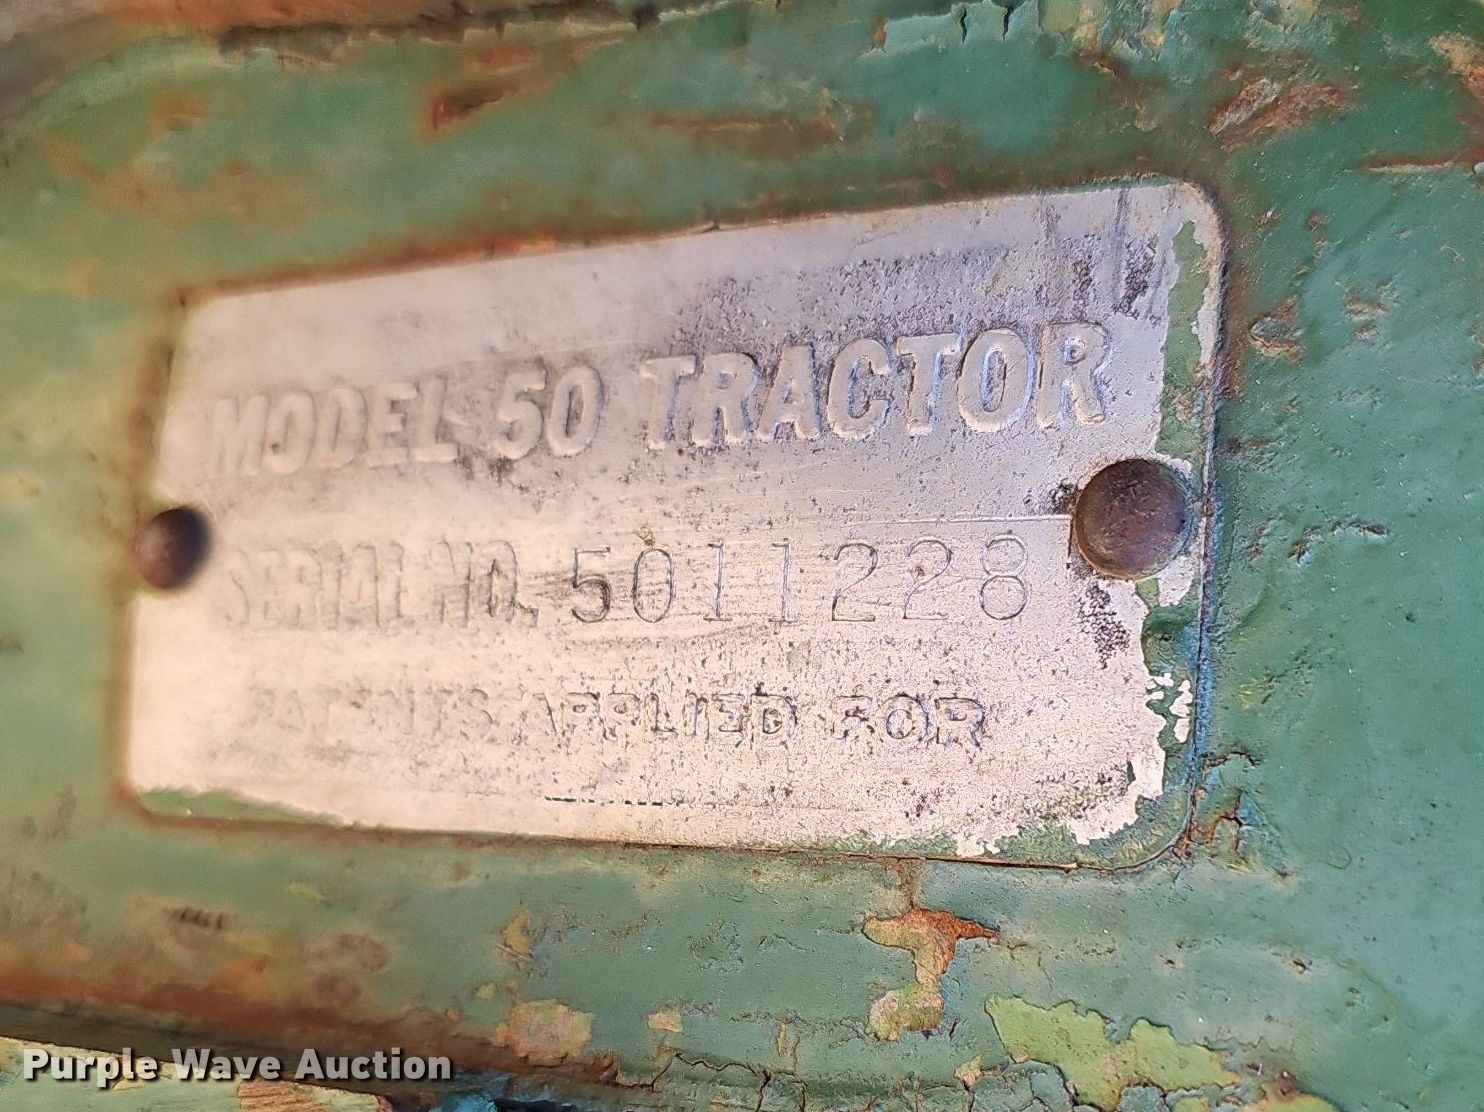 MODEL 50 TRACTOR
SERIAL NO. 5011228
PATENTS APPLIED FOR
Purple Wave Auction